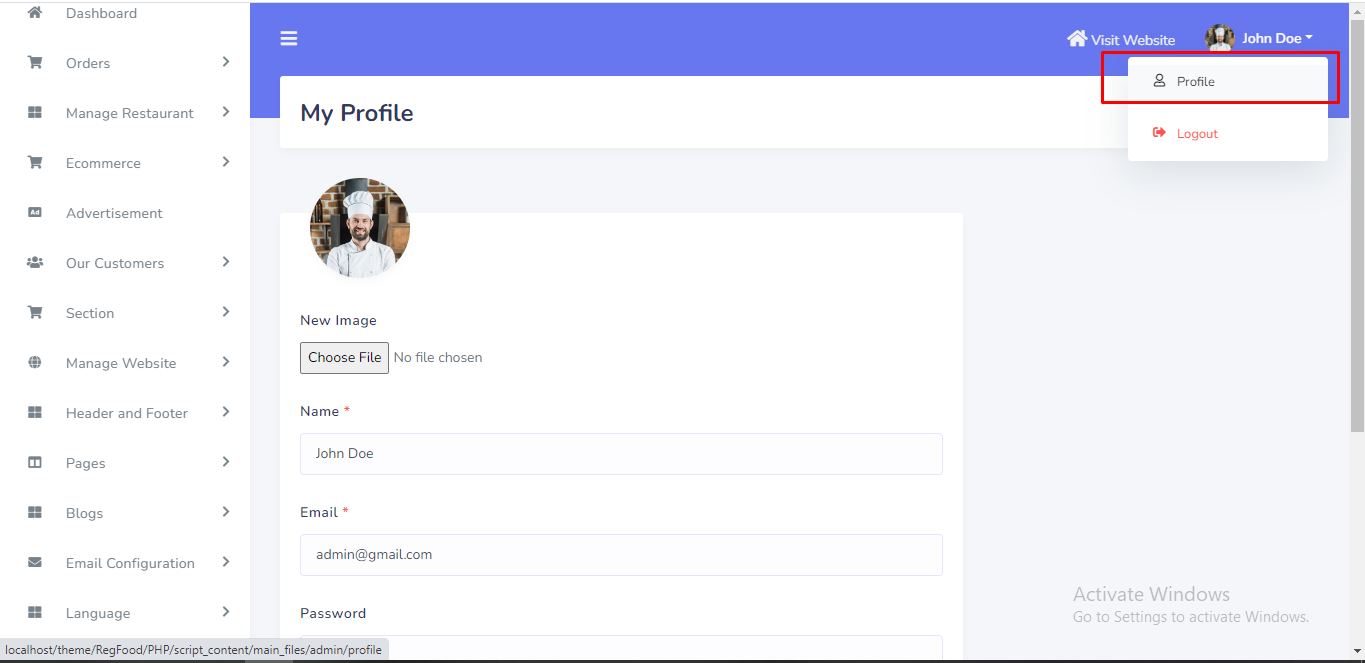 Dashboard
Orders
Manage Restaurant
Ecommerce
Ad
Advertisement
Our Customers
Section
Manage Website
Header and Footer
Pages
Blogs
Email Configuration
Language
Visit Website
John Doe
Profile
Logout
My Profile
New Image
Choose File No file chosen
Name *
John Doe
Email *
admin@gmail.com
Password
Activate Windows
Go to Settings to activate Windows.
localhost/theme/RegFood/PHP/script_content/main_files/admin/profile